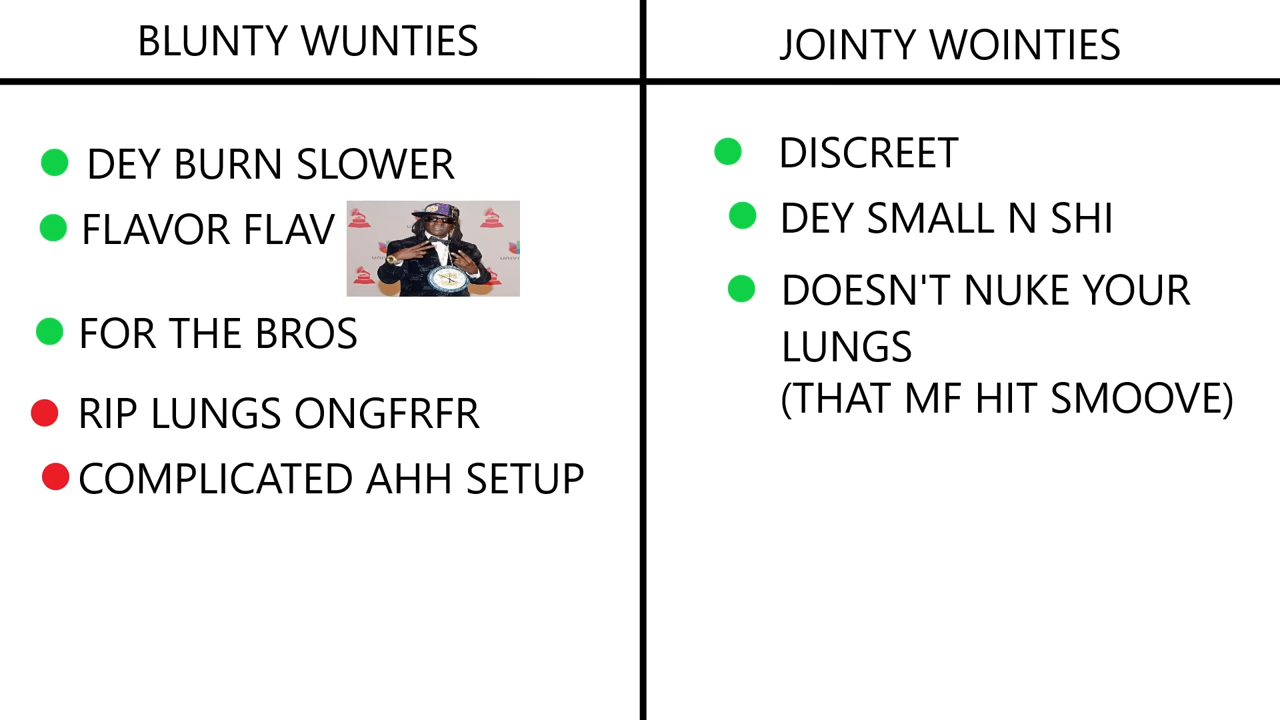 BLUNTY WUNTIES
DEY BURN SLOWER
FLAVOR FLAV
FOR THE BROS
RIP LUNGS ONGFRFR
COMPLICATED AHH SETUP
JOINTY WOINTIES
DISCREET
DEY SMALL N SHI
DOESN'T NUKE YOUR
LUNGS
(THAT MF HIT SMOOVE)